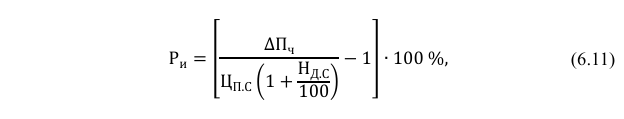 Р_и = [ΔП_ч / (Ц_П.С (1 + Н_Д.С / 100)) − 1] · 100 %, (6.11)